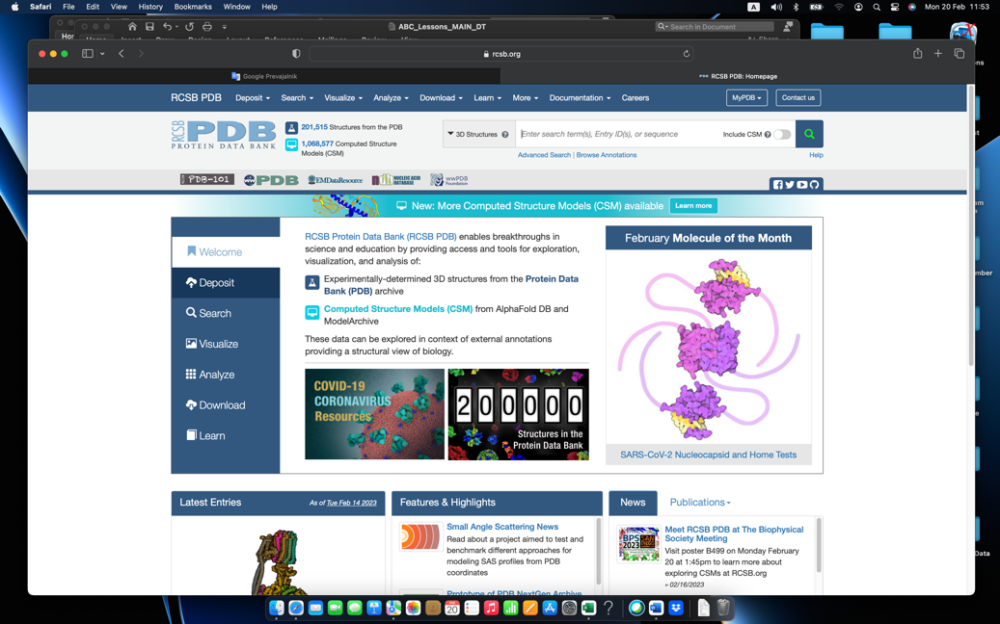 Safari File Edit View History Bookmarks Window Help
A Mon 20 Feb 11:53
ABC_Lessons_MAIN_DT
Search in Document
rcsb.org
Google Prevajalnik
RCSB PDB: Homepage
RCSB PDB Deposit Search Visualize Analyze Download Learn More Documentation Careers MyPDB Contact us
RCSB PDB
PROTEIN DATA BANK
201,515 Structures from the PDB
1,068,577 Computed Structure
Models (CSM)
3D Structures Enter search term(s), Entry ID(s), or sequence Include CSM
Advanced Search | Browse Annotations Help
PDB-101 wwPDB EMDataResource NUCLEIC ACID DATABASE wwPDB Foundation
New: More Computed Structure Models (CSM) available Learn more
Welcome
Deposit
Search
Visualize
Analyze
Download
Learn
RCSB Protein Data Bank (RCSB PDB) enables breakthroughs in
science and education by providing access and tools for exploration,
visualization, and analysis of:
Experimentally-determined 3D structures from the Protein Data
Bank (PDB) archive
Computed Structure Models (CSM) from AlphaFold DB and
ModelArchive
These data can be explored in context of external annotations
providing a structural view of biology.
COVID-19
CORONAVIRUS
Resources
200000
Structures in the
Protein Data Bank
February Molecule of the Month
SARS-CoV-2 Nucleocapsid and Home Tests
Latest Entries As of Tue Feb 14 2023
Features & Highlights
Small Angle Scattering News
Read about a project aimed to test and
benchmark different approaches for
modeling SAS profiles from PDB
coordinates
Prototype of PDB NextGen Archive
News Publications
BPS 2023
Meet RCSB PDB at The Biophysical
Society Meeting
Visit poster B499 on Monday February
20 at 1:45pm to learn more about
exploring CSMs at RCSB.org
» 02/16/2023